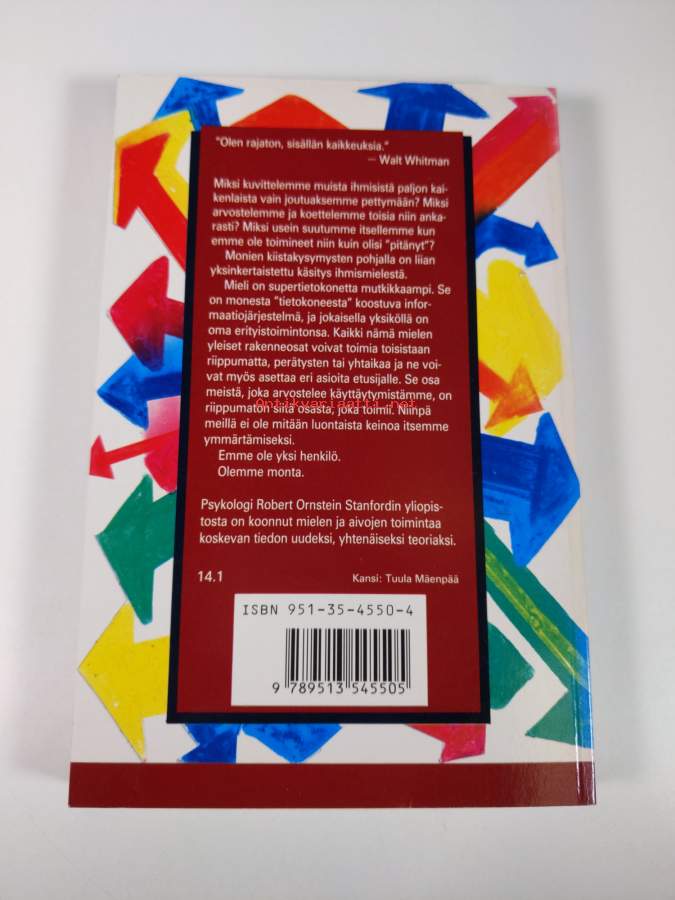 "Olen rajaton, sisällän kaikkeuksia."
— Walt Whitman
Miksi kuvittelemme muista ihmisistä paljon kai-
kenlaista vain joutuaksemme pettymään? Miksi
arvostelemme ja koettelemme toisia niin anka-
rasti? Miksi usein suutumme itsellemme kun
emme ole toimineet niin kuin olisi "pitänyt"?
Monien kiistakysymysten pohjalla on liian
yksinkertaistettu käsitys ihmismielestä.
Mieli on supertietokonetta mutkikkaampi. Se
on monesta "tietokoneesta" koostuva infor-
maatiojärjestelmä, ja jokaisella yksiköllä on
oma erityistoimintonsa. Kaikki nämä mielen
yleiset rakenneosat voivat toimia toisistaan
riippumatta, perätysten tai yhtaikaa ja ne voi-
vat myös asettaa eri asioita etusijalle. Se osa
meistä, joka arvostelee käyttäytymistämme, on
Antikvariaatti.net
riippumaton siitä osasta, joka toimii. Niinpä
meillä ei ole mitään luontaista keinoa itsemme
ymmärtämiseksi.
Emme ole yksi henkilö.
Olemme monta.
Psykologi Robert Ornstein Stanfordin yliopis-
tosta on koonnut mielen ja aivojen toimintaa
koskevan tiedon uudeksi, yhtenäiseksi teoriaksi.
14.1
Kansi: Tuula Mäenpää
ISBN 951-35-4550-4
9 789513 545505